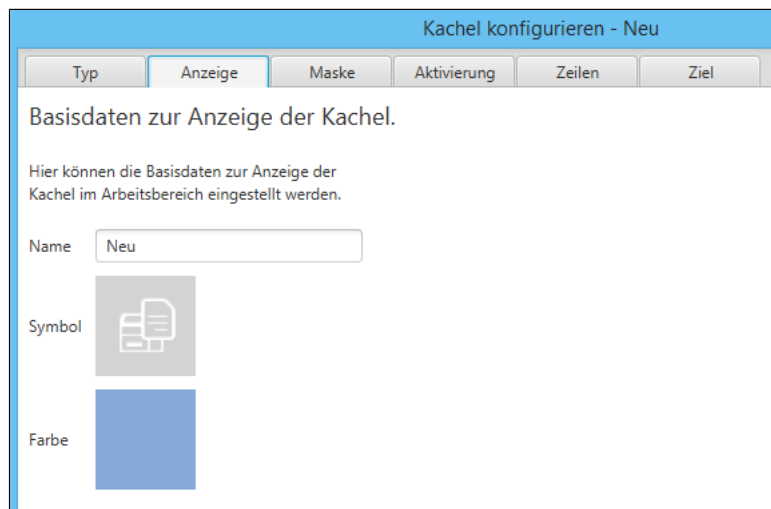 Kachel konfigurieren - Neu
Typ Anzeige Maske Aktivierung Zeilen Ziel
Basisdaten zur Anzeige der Kachel.
Hier können die Basisdaten zur Anzeige der
Kachel im Arbeitsbereich eingestellt werden.
Name Neu
Symbol
Farbe